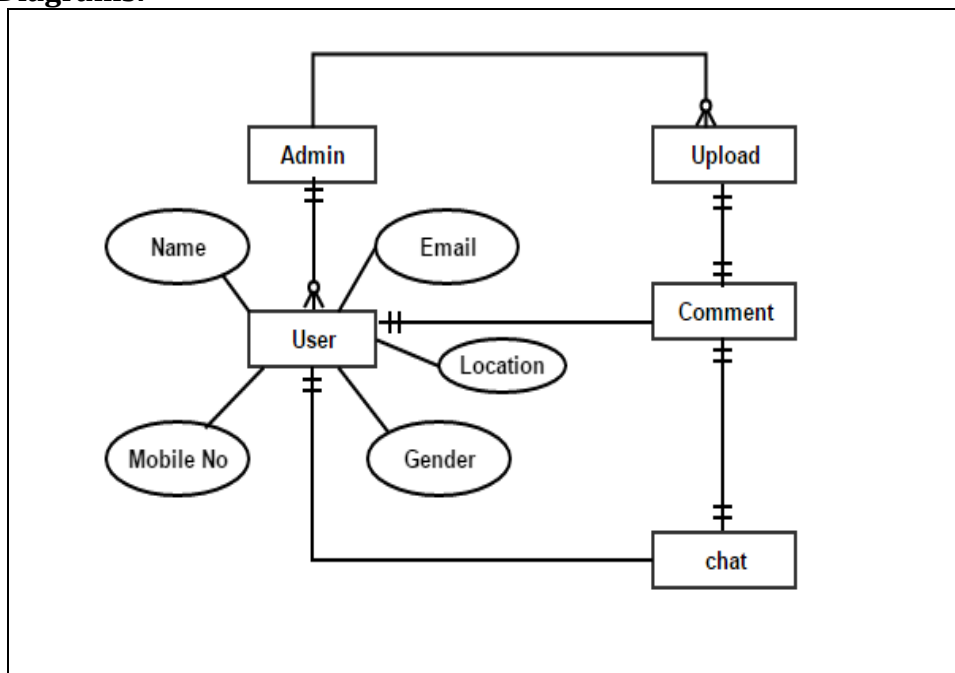 Diagrams:
Admin
Upload
Name
Email
Comment
User
Location
Mobile No
Gender
chat